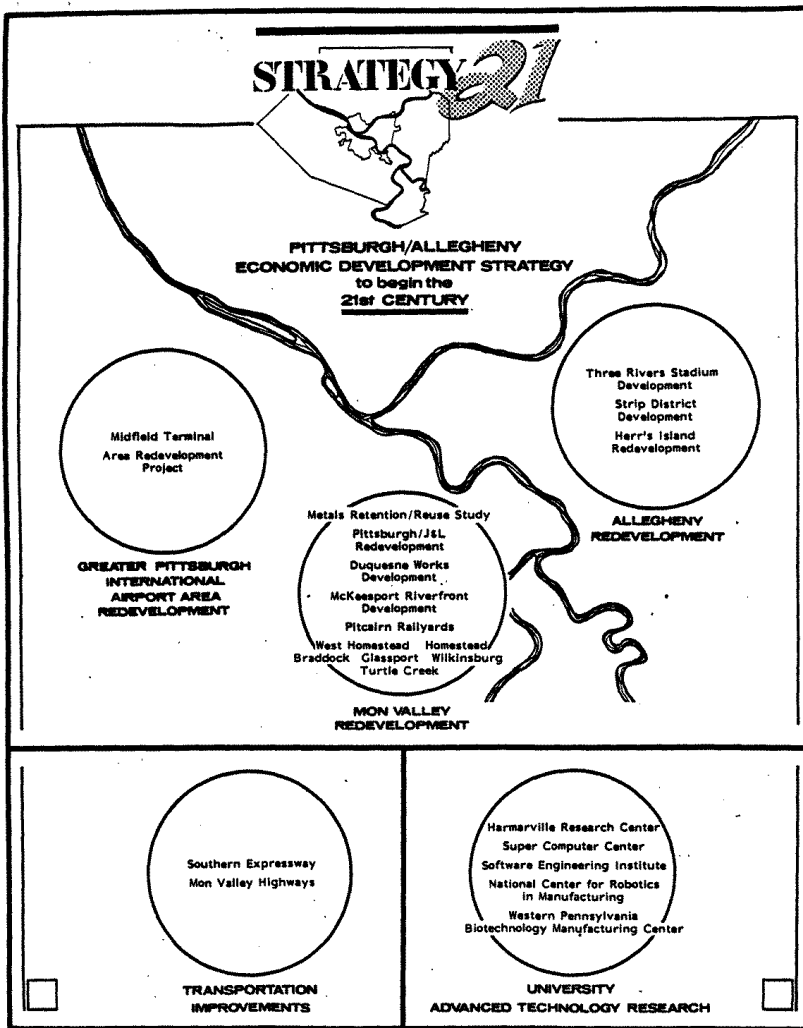 STRATEGY 21
PITTSBURGH/ALLEGHENY
ECONOMIC DEVELOPMENT STRATEGY
to begin the
21st CENTURY
Midfield Terminal
Area Redevelopment
Project
GREATER PITTSBURGH
INTERNATIONAL
AIRPORT AREA
REDEVELOPMENT
Three Rivers Stadium
Development
Strip District
Development
Herr's Island
Redevelopment
ALLEGHENY
REDEVELOPMENT
Metals Retention/Reuse Study
Pittsburgh/J&L
Redevelopment
Duquesne Works
Development
McKeesport Riverfront
Development
Pitcairn Railyards
West Homestead Homestead
Braddock Glassport Wilkinsburg
Turtle Creek
MON VALLEY
REDEVELOPMENT
Southern Expressway
Mon Valley Highways
TRANSPORTATION
IMPROVEMENTS
Harmarville Research Center
Super Computer Center
Software Engineering Institute
National Center for Robotics
in Manufacturing
Western Pennsylvania
Biotechnology Manufacturing Center
UNIVERSITY
ADVANCED TECHNOLOGY RESEARCH